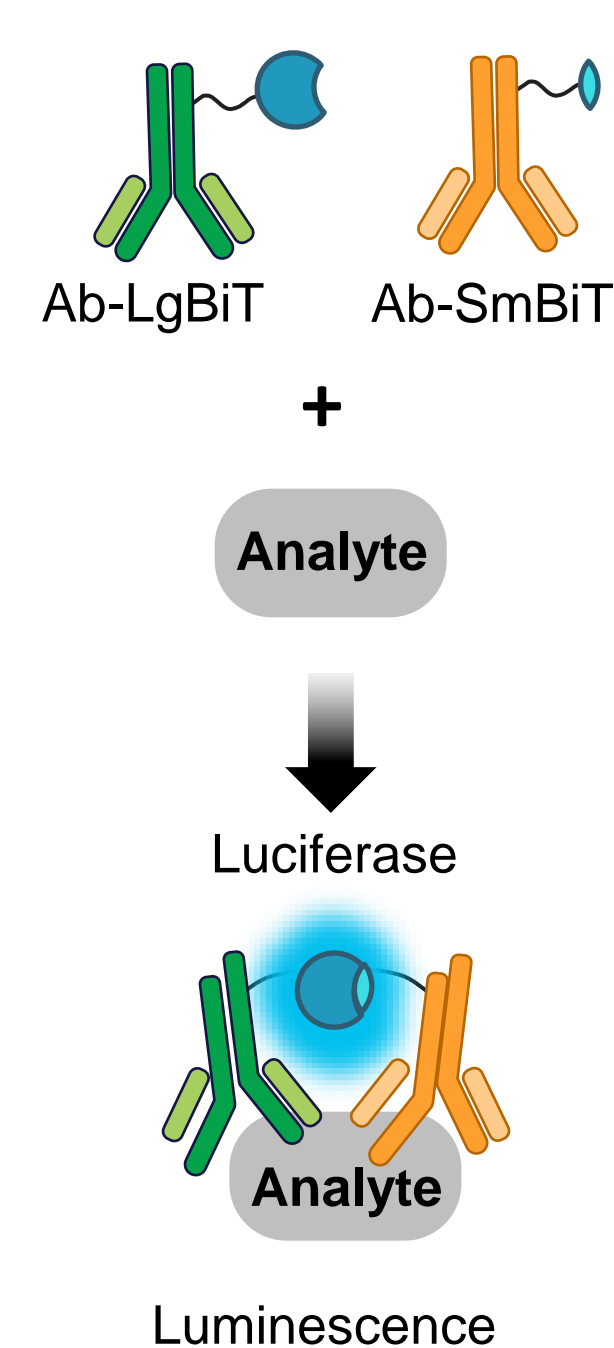 Ab-LgBiT Ab-SmBiT
+
Analyte
Luciferase
Analyte
Luminescence